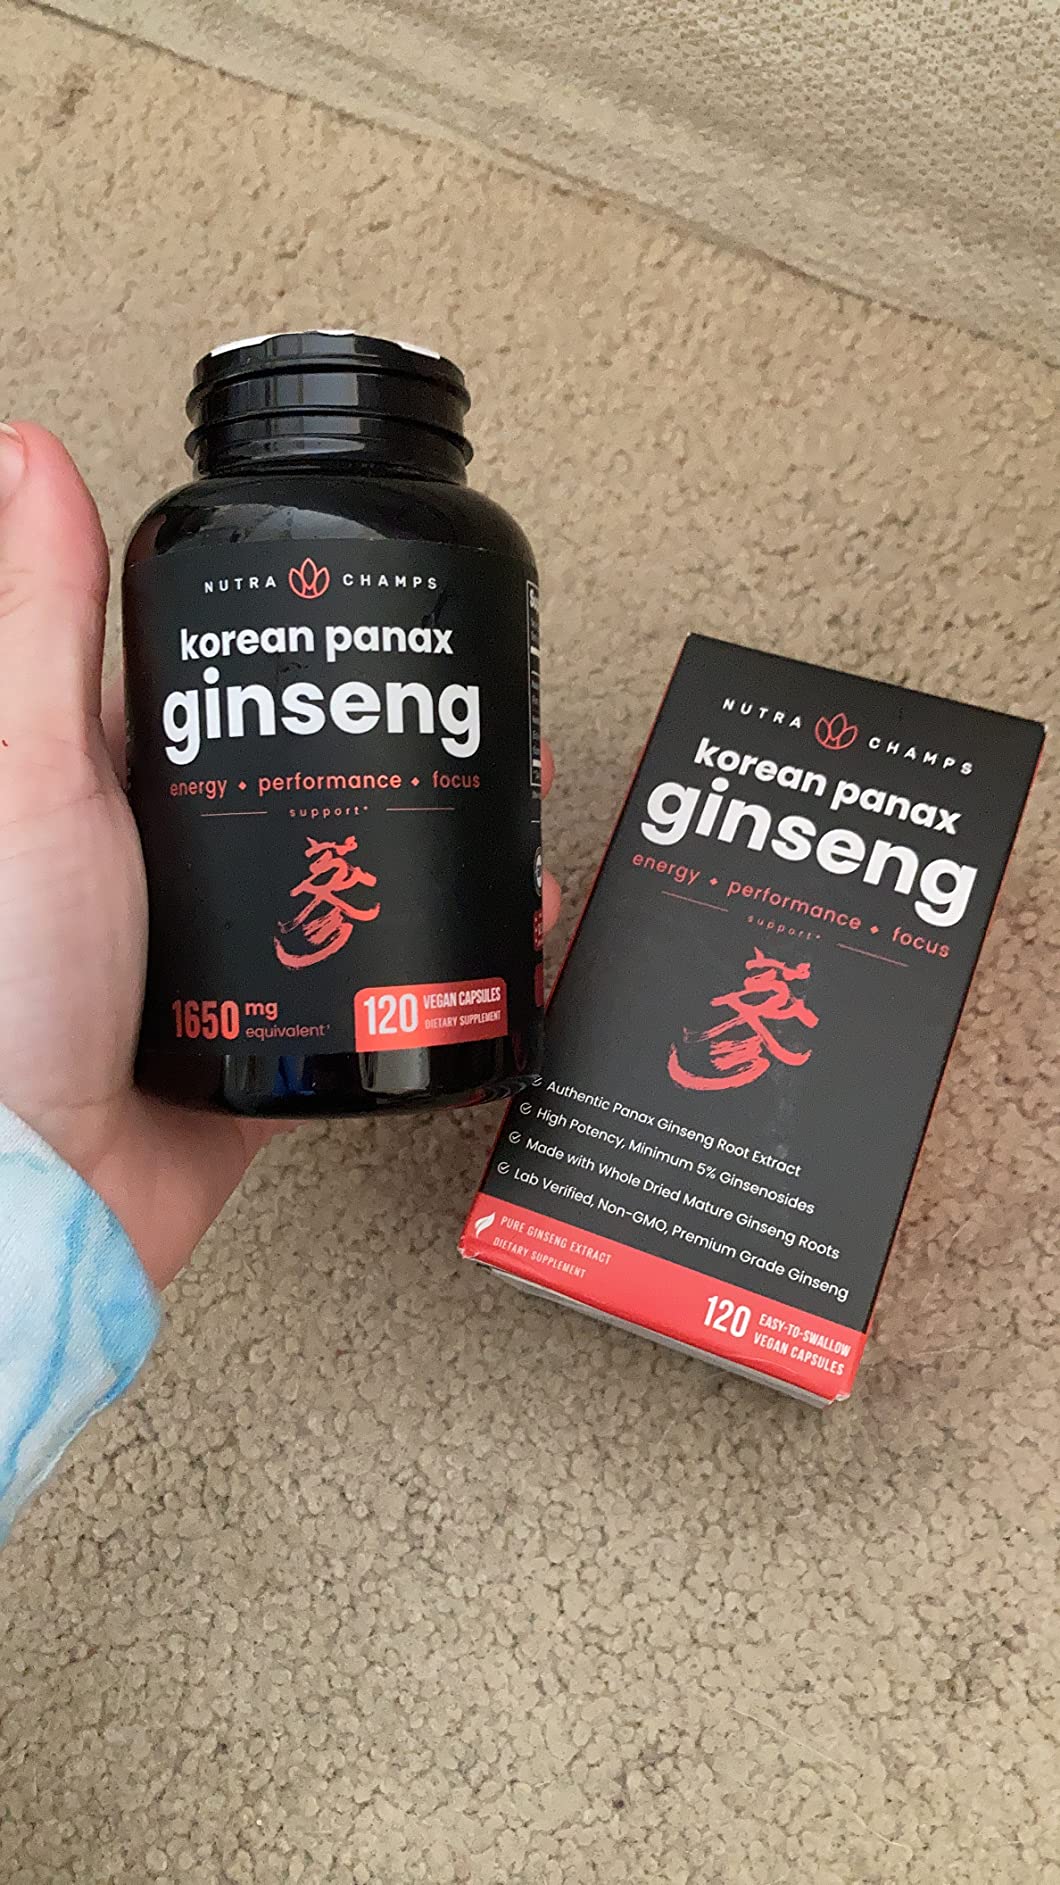 NUTRA CHAMPS
korean panax
ginseng
energy • performance • focus
support*
蔘
1650 mg
equivalent†
120 VEGAN CAPSULES
DIETARY SUPPLEMENT
NUTRA CHAMPS
korean panax
ginseng
energy • performance • focus
support*
蔘
Authentic Panax Ginseng Root Extract
High Potency, Minimum 5% Ginsenosides
Made with Whole Dried Mature Ginseng Roots
Lab Verified, Non-GMO, Premium Grade Ginseng
PURE GINSENG EXTRACT
DIETARY SUPPLEMENT
120 EASY-TO-SWALLOW
VEGAN CAPSULES